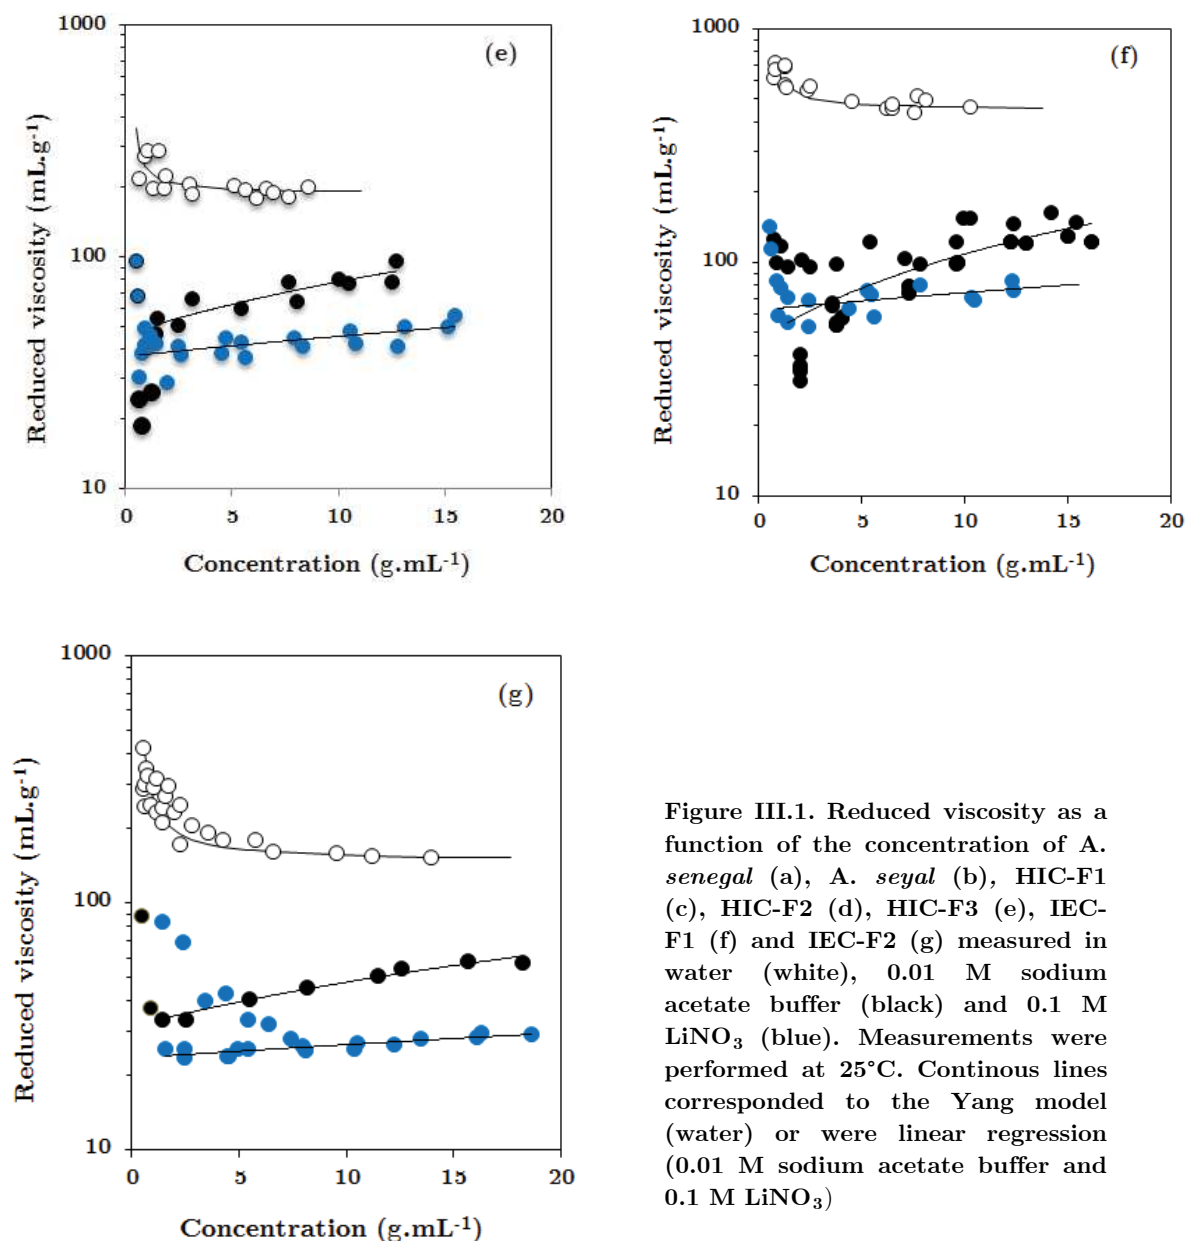 1000
(e)
100
10
0
5
10
15
20
Reduced viscosity (mL.g-1)
Concentration (g.mL-1)
1000
(f)
100
10
0
5
10
15
20
Reduced viscosity (mL.g-1)
Concentration (g.mL-1)
1000
(g)
100
10
0
5
10
15
20
Reduced viscosity (mL.g-1)
Concentration (g.mL-1)
Figure III.1. Reduced viscosity as a
function of the concentration of A.
senegal (a), A. seyal (b), HIC-F1
(c), HIC-F2 (d), HIC-F3 (e), IEC-
F1 (f) and IEC-F2 (g) measured in
water (white), 0.01 M sodium
acetate buffer (black) and 0.1 M
LiNO3 (blue). Measurements were
performed at 25°C. Continous lines
corresponded to the Yang model
(water) or were linear regression
(0.01 M sodium acetate buffer and
0.1 M LiNO3)